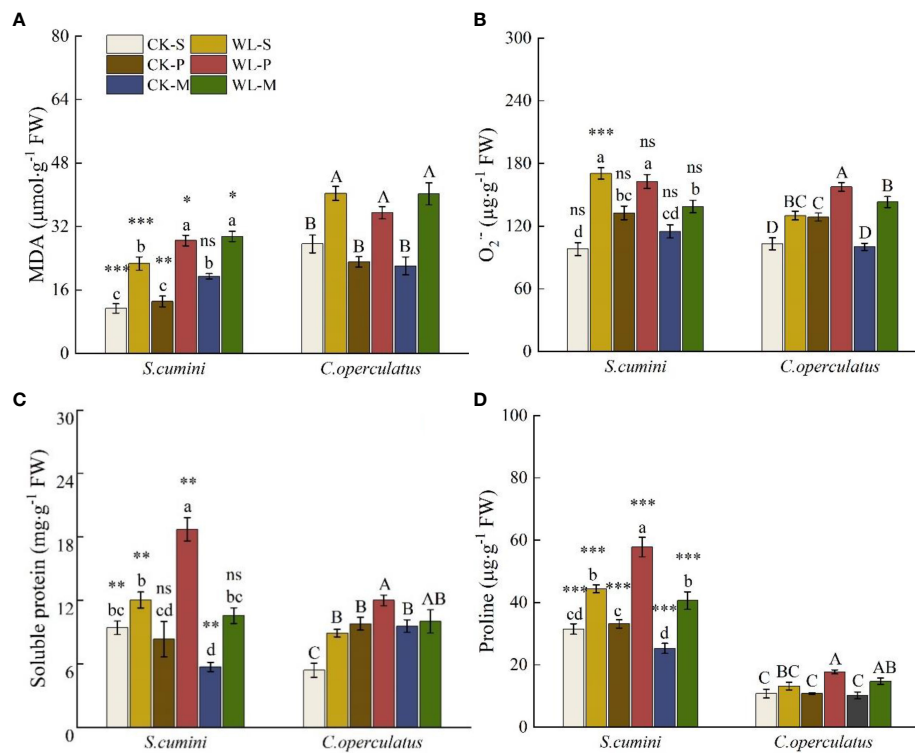 A
80
64
48
32
16
0
MDA (μmol·g⁻¹ FW)
CK-S WL-S
CK-P WL-P
CK-M WL-M
*** *** ** * ns *
c b c a b a
B A B A B A
S.cumini C.operculatus
B
300
240
180
120
60
0
O₂·⁻ (μg·g⁻¹ FW)
ns *** ns ns ns ns
d a bc a cd b
D BC C A D B
S.cumini C.operculatus
C
30
24
18
12
6
0
Soluble protein (mg·g⁻¹ FW)
** ** ns ** ** ns
bc b cd a d bc
C B B A B AB
S.cumini C.operculatus
D
100
80
60
40
20
0
Proline (μg·g⁻¹ FW)
*** *** *** *** *** ***
cd b c a d b
C BC C A C AB
S.cumini C.operculatus